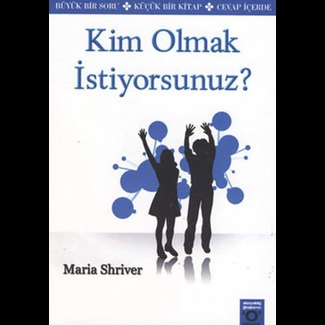 BÜYÜK BİR SORU ✤ KÜÇÜK BİR KİTAP ✤ CEVAP İÇERDE
Kim Olmak
İstiyorsunuz?
Maria Shriver